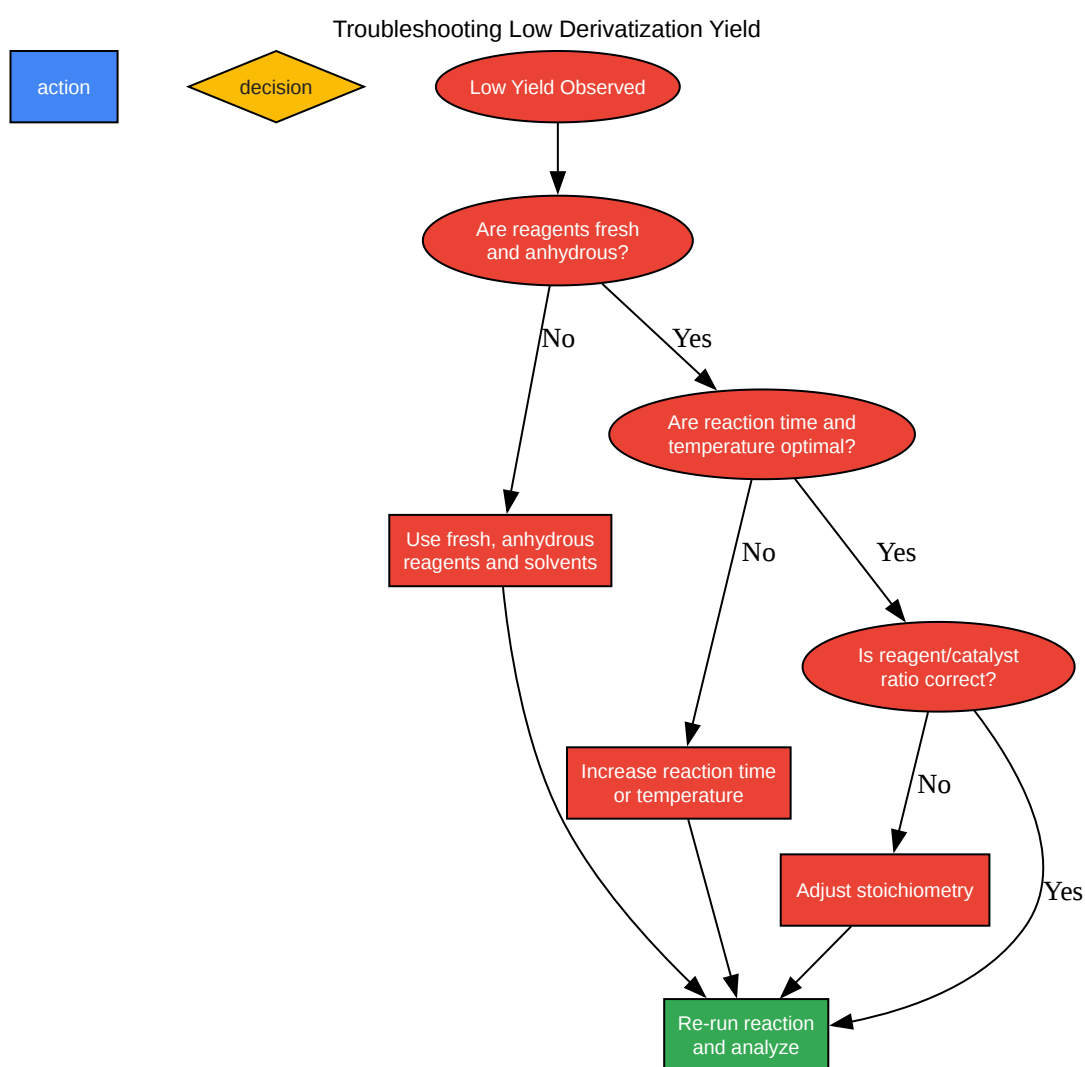 Troubleshooting Low Derivatization Yield
action
decision
Low Yield Observed
Are reagents fresh
and anhydrous?
No
Yes
Are reaction time and
temperature optimal?
Use fresh, anhydrous
reagents and solvents
No
Yes
Is reagent/catalyst
ratio correct?
Increase reaction time
or temperature
No
Adjust stoichiometry
Yes
Re-run reaction
and analyze